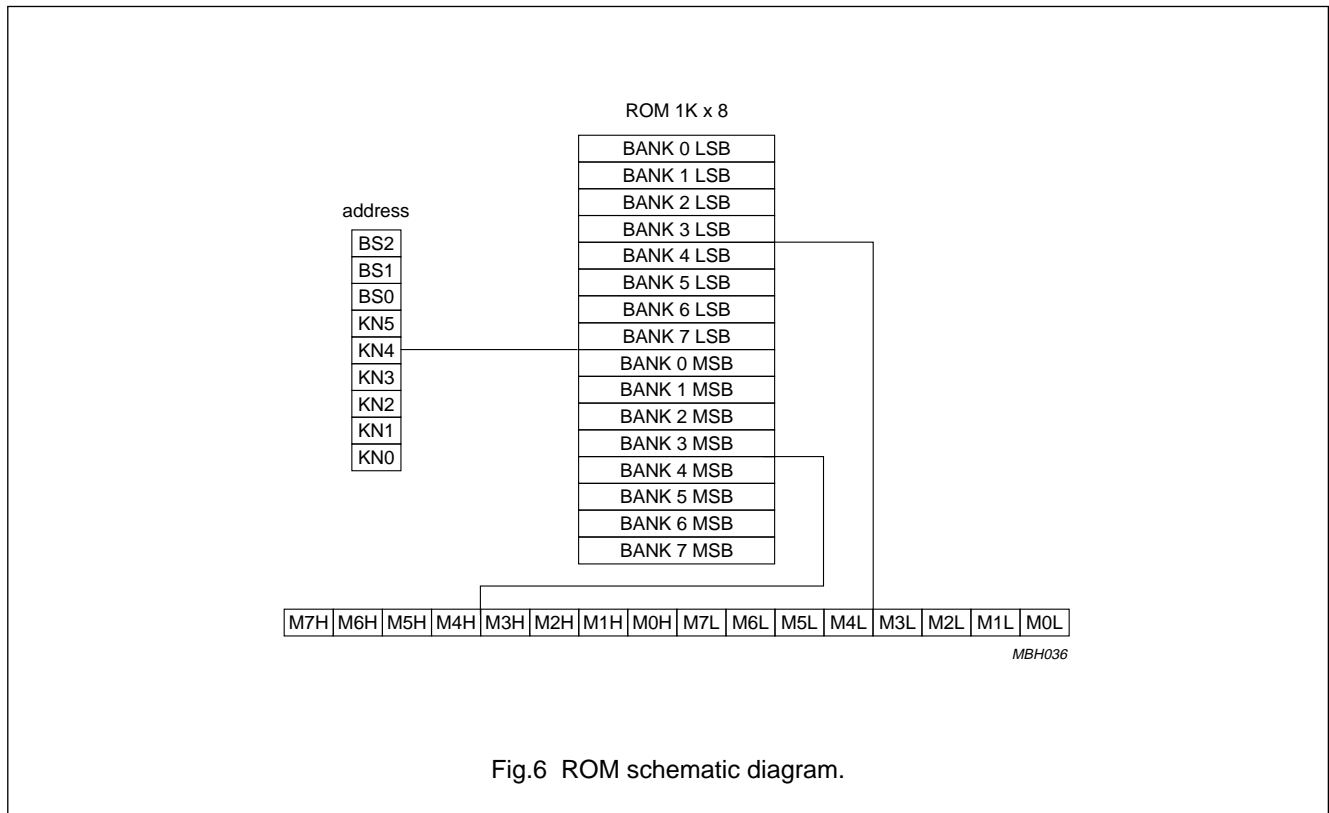 ROM 1K x 8
BANK 0 LSB
BANK 1 LSB
BANK 2 LSB
BANK 3 LSB
BANK 4 LSB
BANK 5 LSB
BANK 6 LSB
BANK 7 LSB
BANK 0 MSB
BANK 1 MSB
BANK 2 MSB
BANK 3 MSB
BANK 4 MSB
BANK 5 MSB
BANK 6 MSB
BANK 7 MSB
address
BS2
BS1
BS0
KN5
KN4
KN3
KN2
KN1
KN0
M7H M6H M5H M4H M3H M2H M1H M0H M7L M6L M5L M4L M3L M2L M1L M0L
MBH036
Fig.6 ROM schematic diagram.